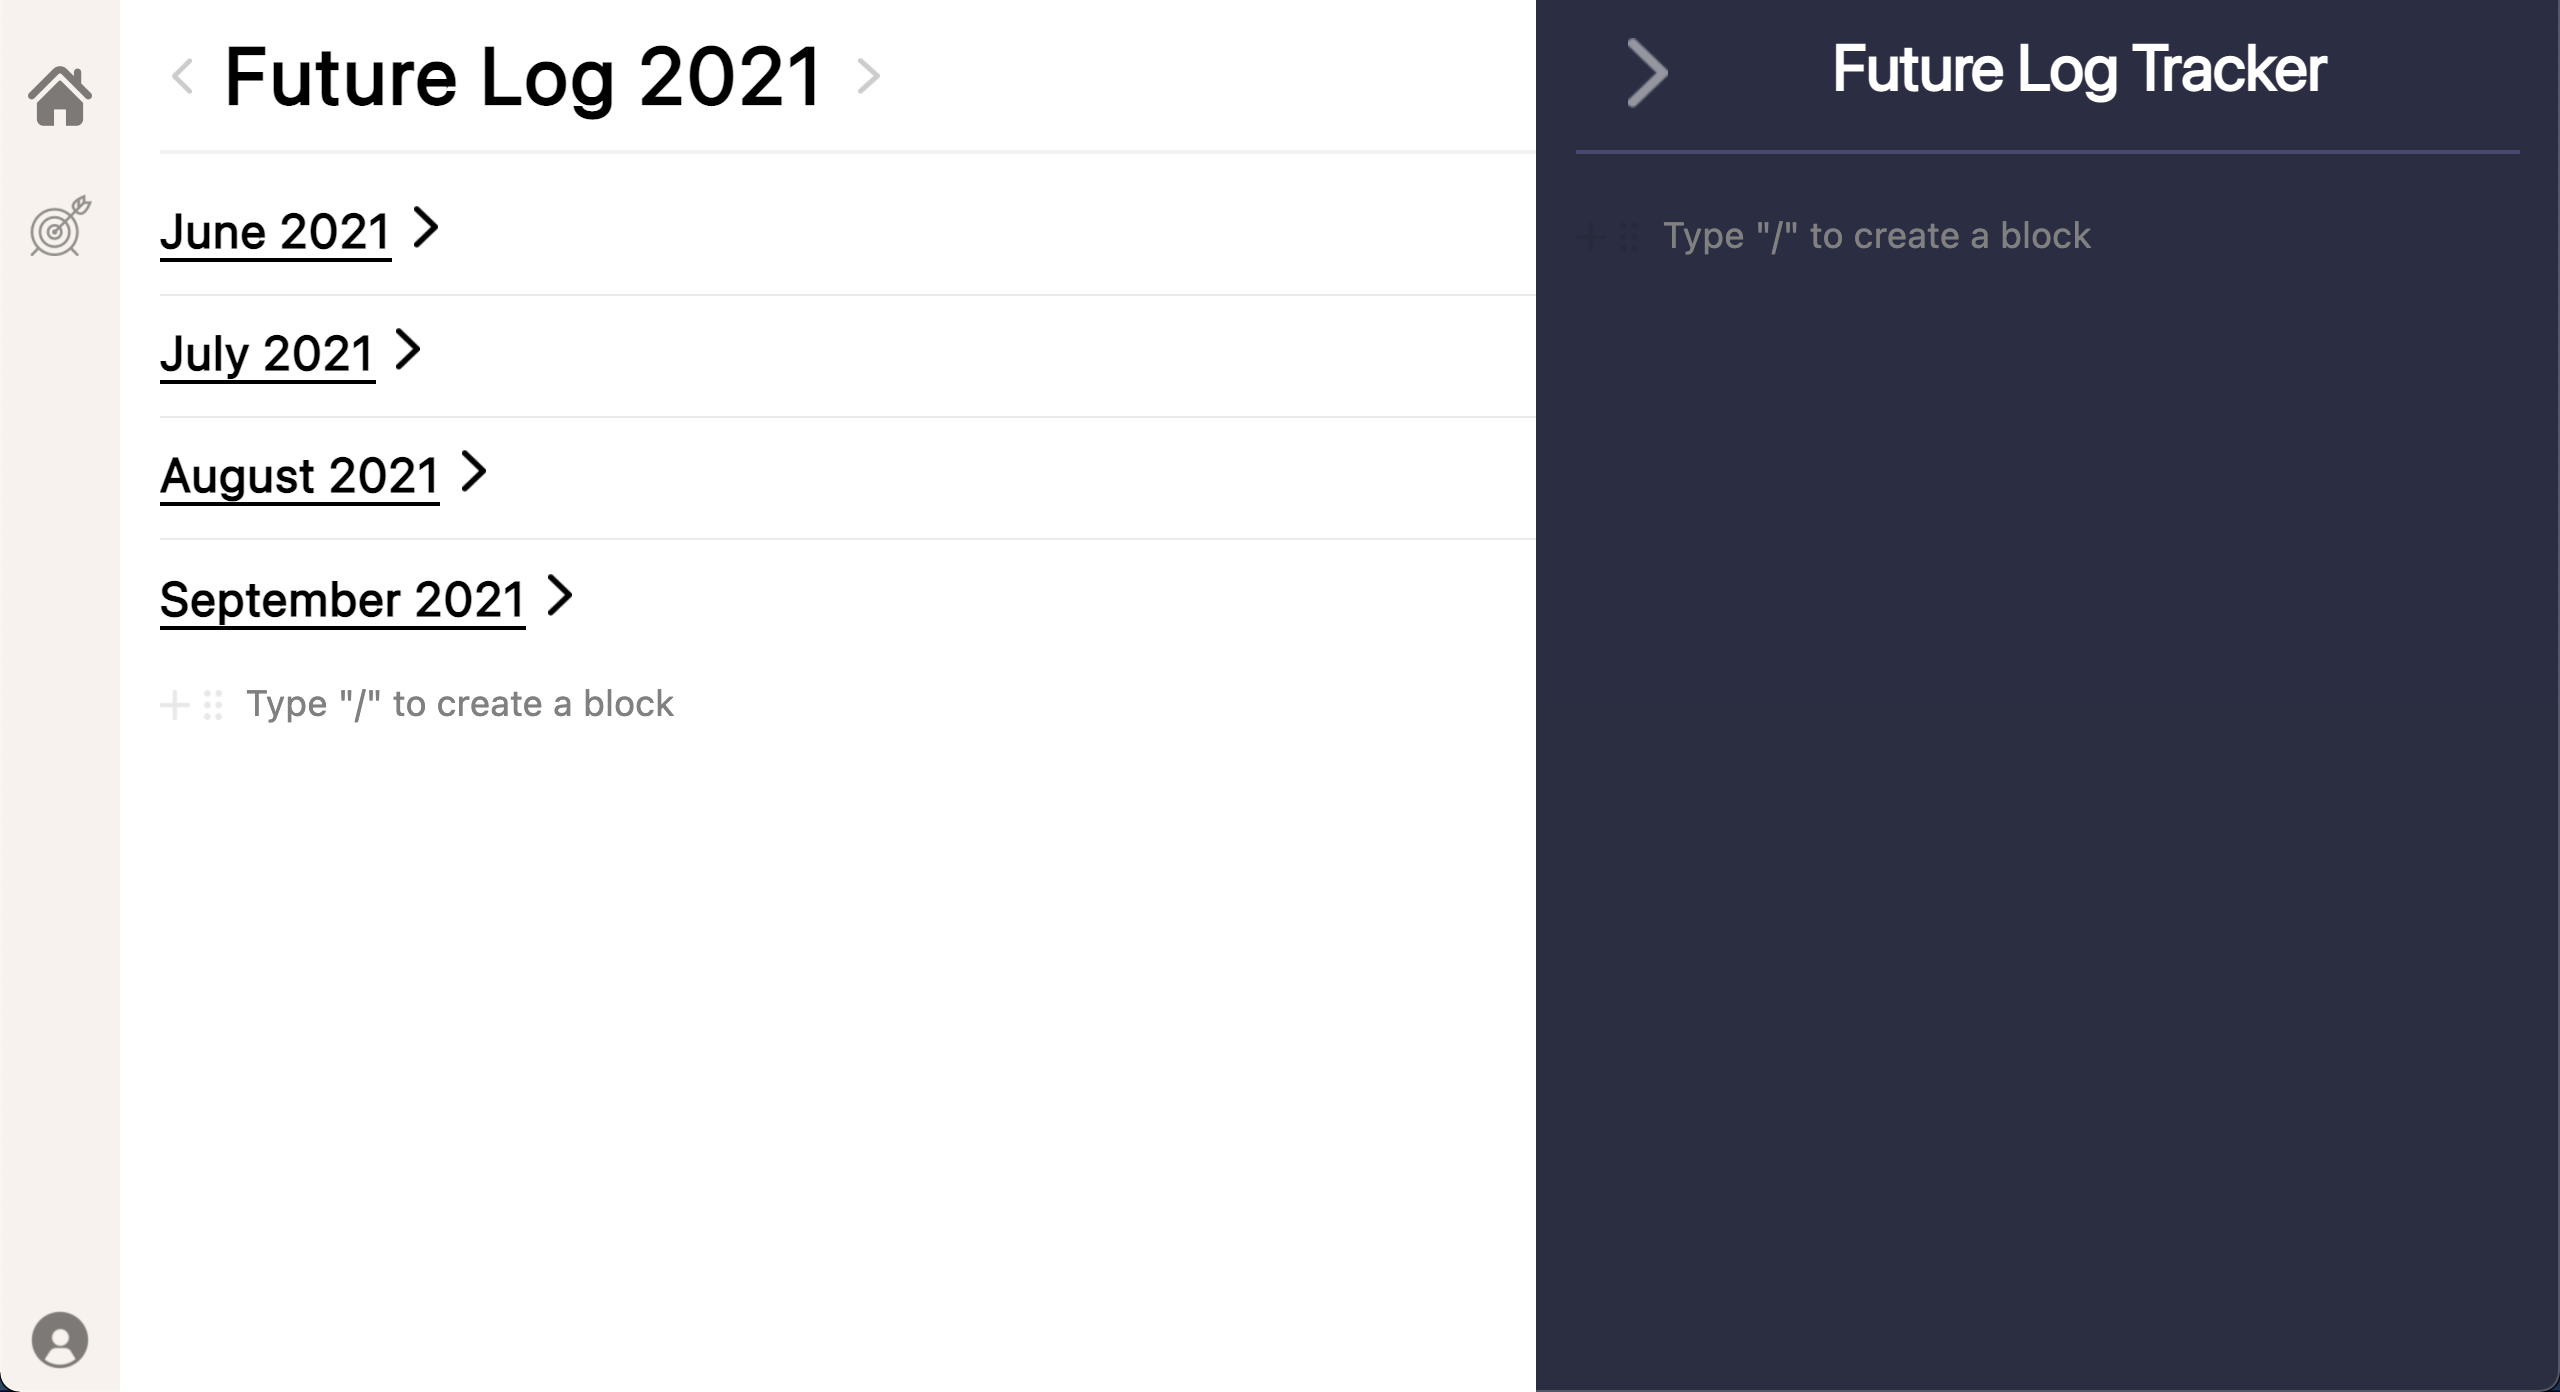 Future Log 2021
June 2021
July 2021
August 2021
September 2021
Type "/" to create a block
Future Log Tracker
Type "/" to create a block